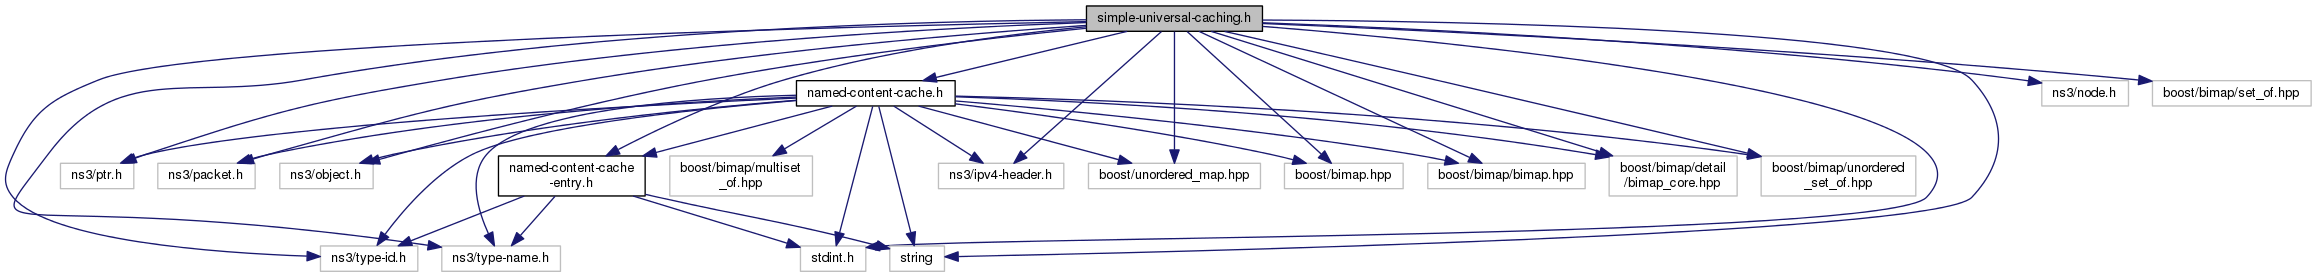 simple-universal-caching.h
named-content-cache.h
ns3/node.h
boost/bimap/set_of.hpp
ns3/ptr.h
ns3/packet.h
ns3/object.h
named-content-cache
-entry.h
boost/bimap/multiset
_of.hpp
ns3/ipv4-header.h
boost/unordered_map.hpp
boost/bimap.hpp
boost/bimap/bimap.hpp
boost/bimap/detail
/bimap_core.hpp
boost/bimap/unordered
_set_of.hpp
ns3/type-id.h
ns3/type-name.h
stdint.h
string